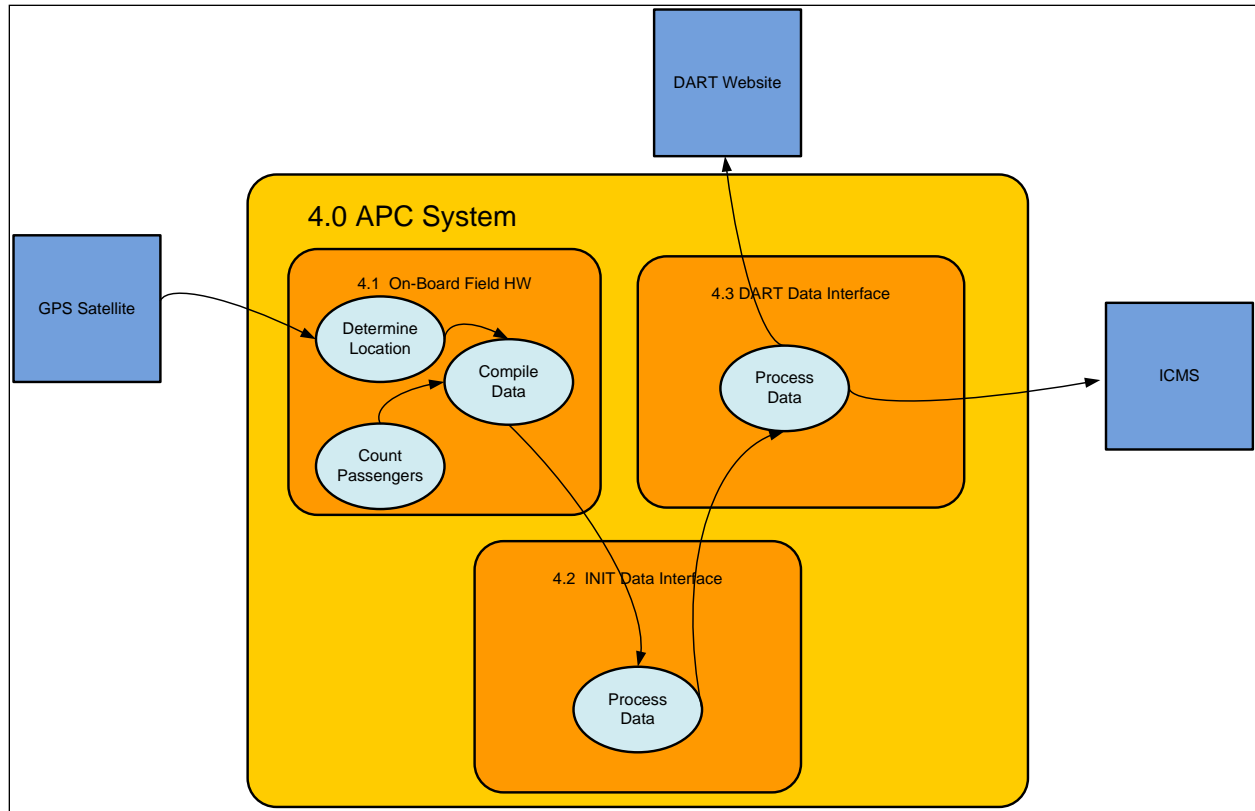 DART Website
4.0 APC System
GPS Satellite
4.1 On-Board Field HW
Determine
Location
Compile
Data
Count
Passengers
4.3 DART Data Interface
Process
Data
ICMS
4.2 INIT Data Interface
Process
Data